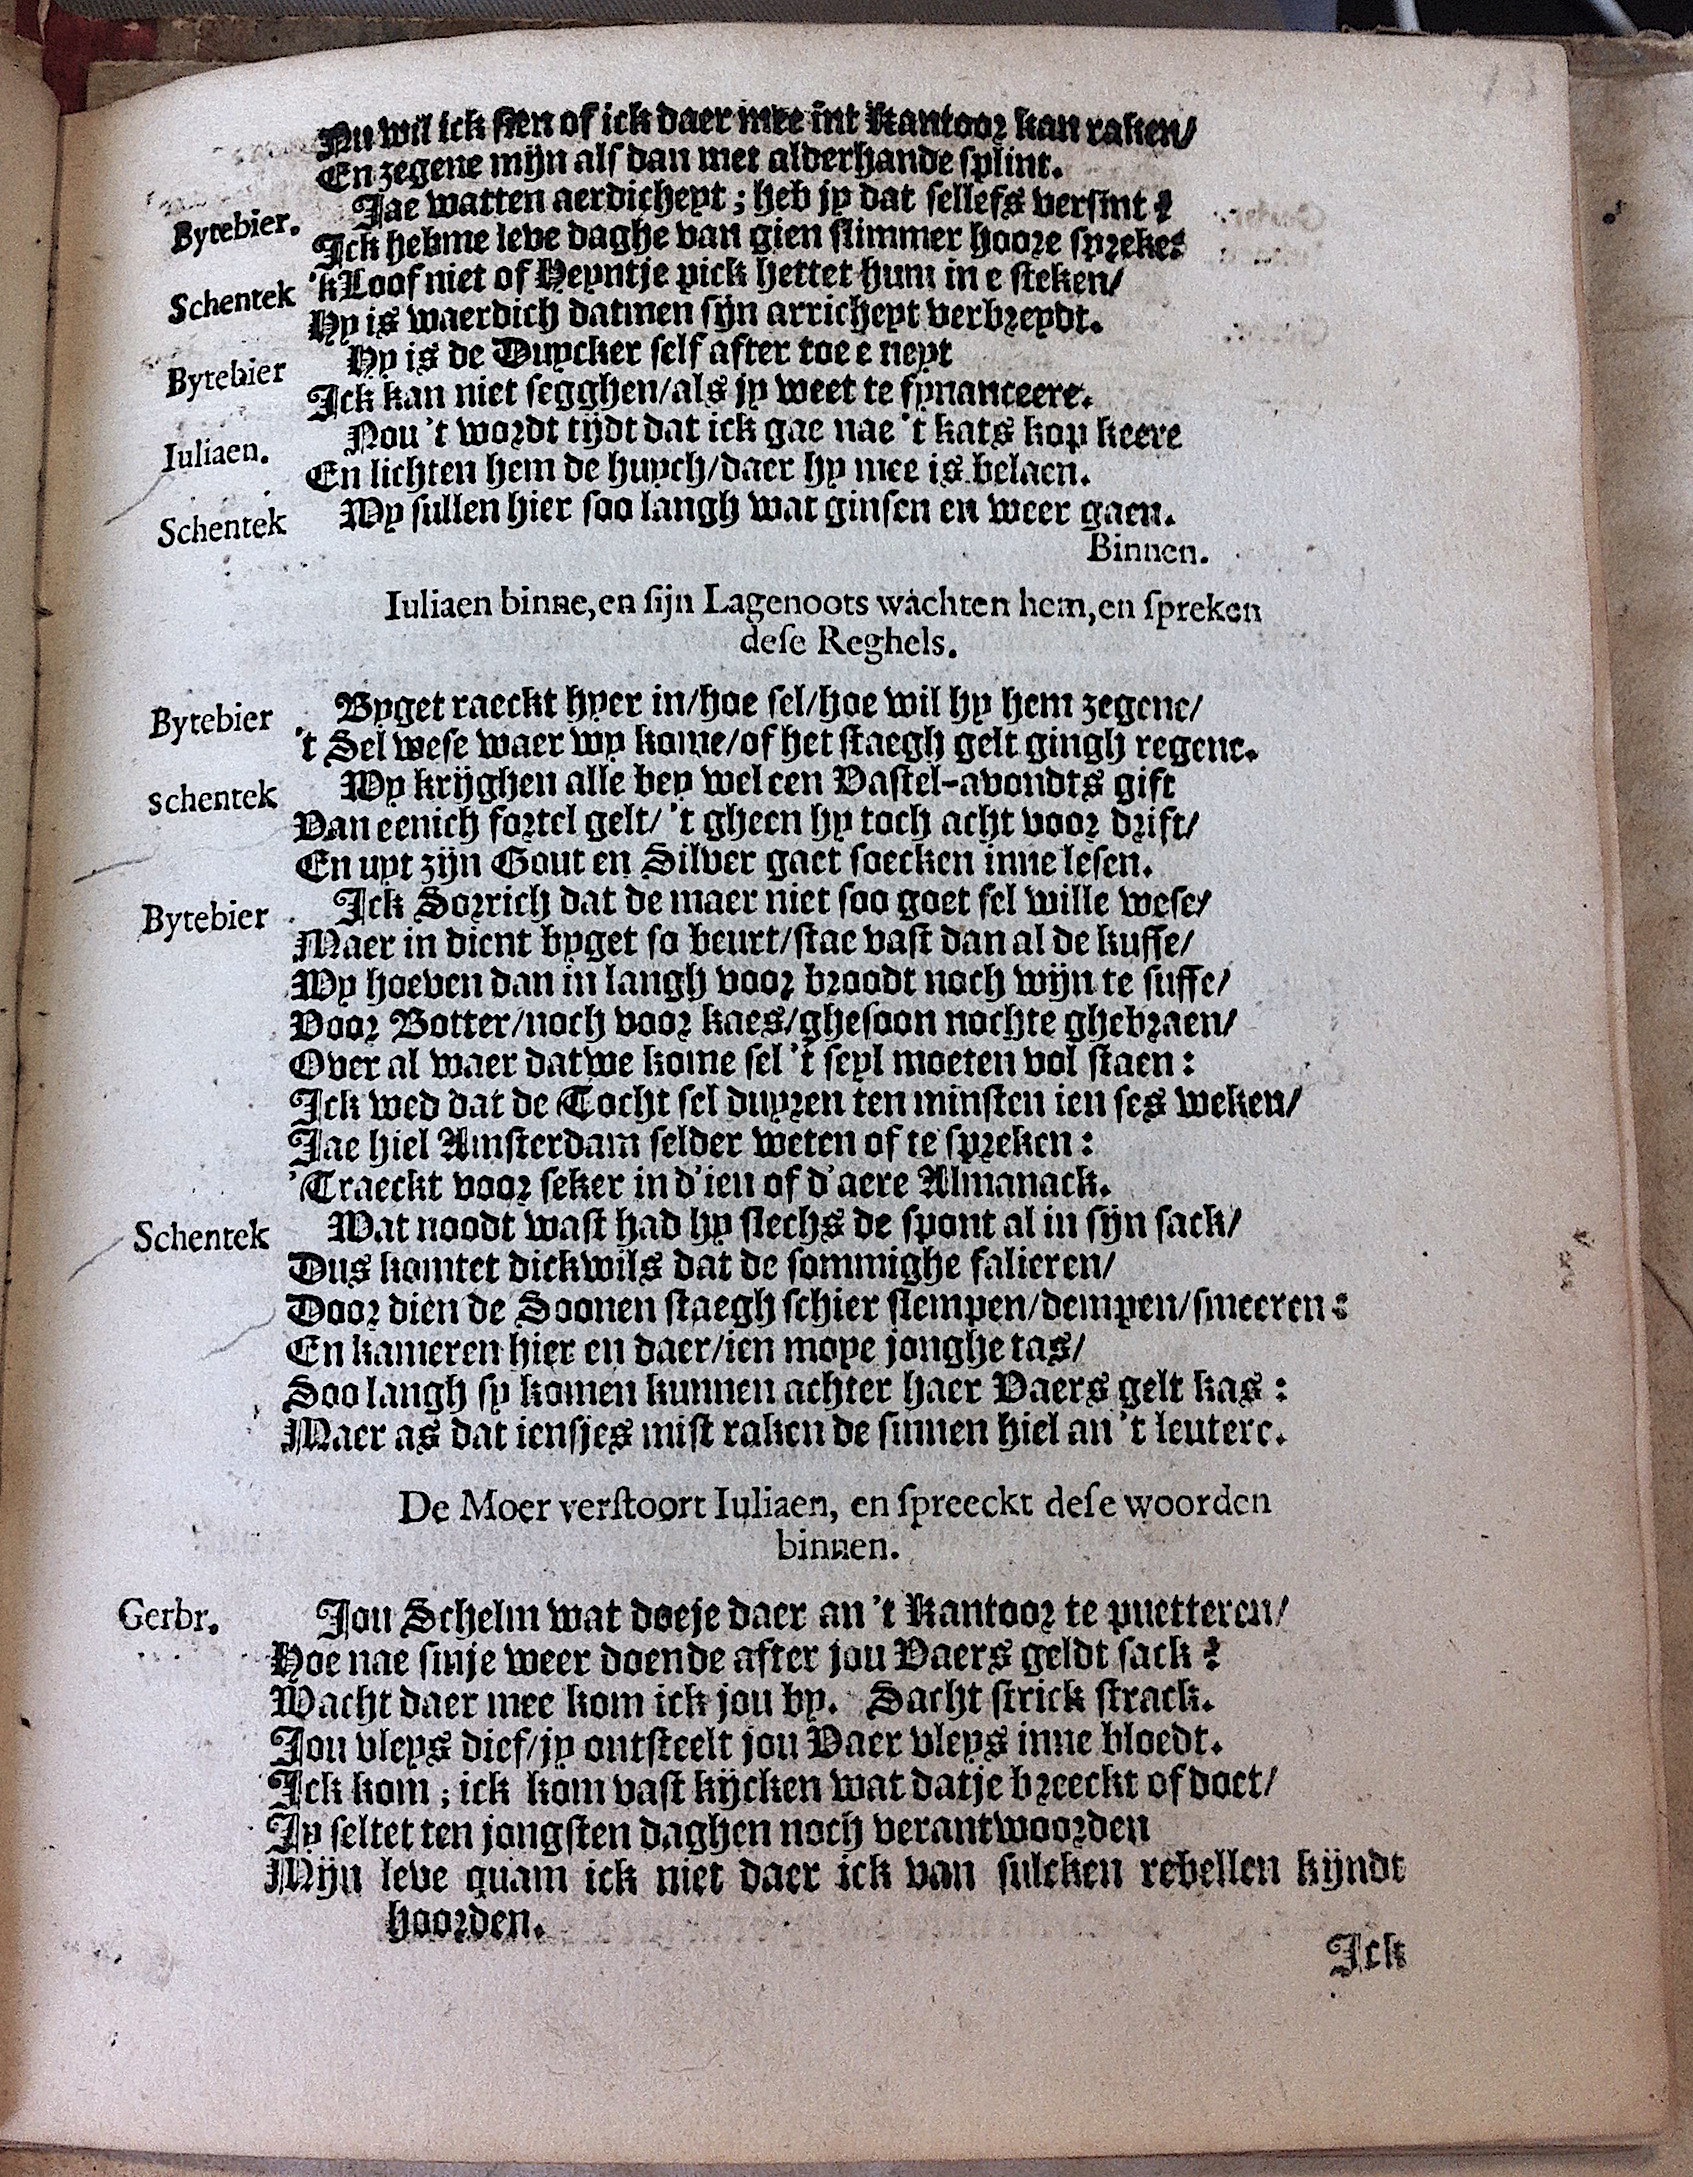 Nu wil ick sien of ick daer mee int Kantoor kan raken/
En zegene mijn als dan met alderhande splint.
Bytebier. Jae watten aerdicheyt; heb jy dat sellefs versint?
Ick hebme leve daghe van gien slimmer hoore spreke.
Schentek 'k Loof niet of Heyntje pick hettet hum in e steken/
Hy is waerdich datmen sijn arricheyt verbreydt.
Bytebier Hy is de Duycker self after toe e neyt
Ick kan niet segghen/als jy weet te fynanceere.
Iuliaen. Nou 't wordt tijdt dat ick gae nae 't kats kop keere
En lichten hem de huych/daer hy mee is belaen.
Schentek Wy sullen hier soo langh wat ginsen en weer gaen.
Binnen.
Iuliaen binne, en sijn Lagenoots wachten hem, en spreken
dese Reghels.
Bytebier Byget raeckt hyer in/hoe sel/hoe wil hy hem zegene/
't Sel wese waer wy kome/of het staegh gelt gingh regene.
schentek Wy krijghen alle bey wel een Vastel-avondts gift
Van eenich fortel gelt/ 't gheen hy toch acht voor drift/
En uyt zijn Gout en Silver gaet soecken inne lesen.
Bytebier Ick Sorrich dat de maer niet soo goet sel wille wese/
Maer in dient byget so beurt/stae vast dan al de kuffe/
Wy hoeven dan in langh voor broodt noch wijn te suffe/
Voor Botter/noch voor kaes/ghesoon nochte ghebraen/
Over al waer datwe kome sel 't seyl moeten vol staen:
Ick wed dat de Tocht sel duyren ten minsten ien ses weken/
Jae hiel Amsterdam selder weten of te spreken:
'Traeckt voor seker in d'ien of d'aere Almanack.
Schentek Wat noodt wast had hy slechs de spont al in sijn sack/
Dus komtet dickwils dat de sommighe falieren/
Door dien de Soonen staegh schier slempen/dempen/smeeren:
En kameren hier en daer/ien moye jonghe tas/
Soo langh sy komen kunnen achter haer Vaers gelt kas:
Maer as dat iensjes mist raken de sinnen hiel an 't leutere.
De Moer verstoort Iuliaen, en spreeckt dese woorden
binnen.
Gerbr. Jou Schelm wat doeje daer an 't Kantoor te puetteren/
Hoe nae sinje weer doende after jou Vaers geldt sack?
Wacht daer mee kom ick jou by. Sacht strick strack.
Jou vleys dief/jy ontsteelt jou Vaer vleys inne bloedt.
Ick kom; ick kom vast kijcken wat datje breeckt of doet/
Jy seltet ten jongsten daghen noch verantwoorden
Mijn leve quam ick niet daer ick van sulcken rebellen kijndt
hoorden.
Ick